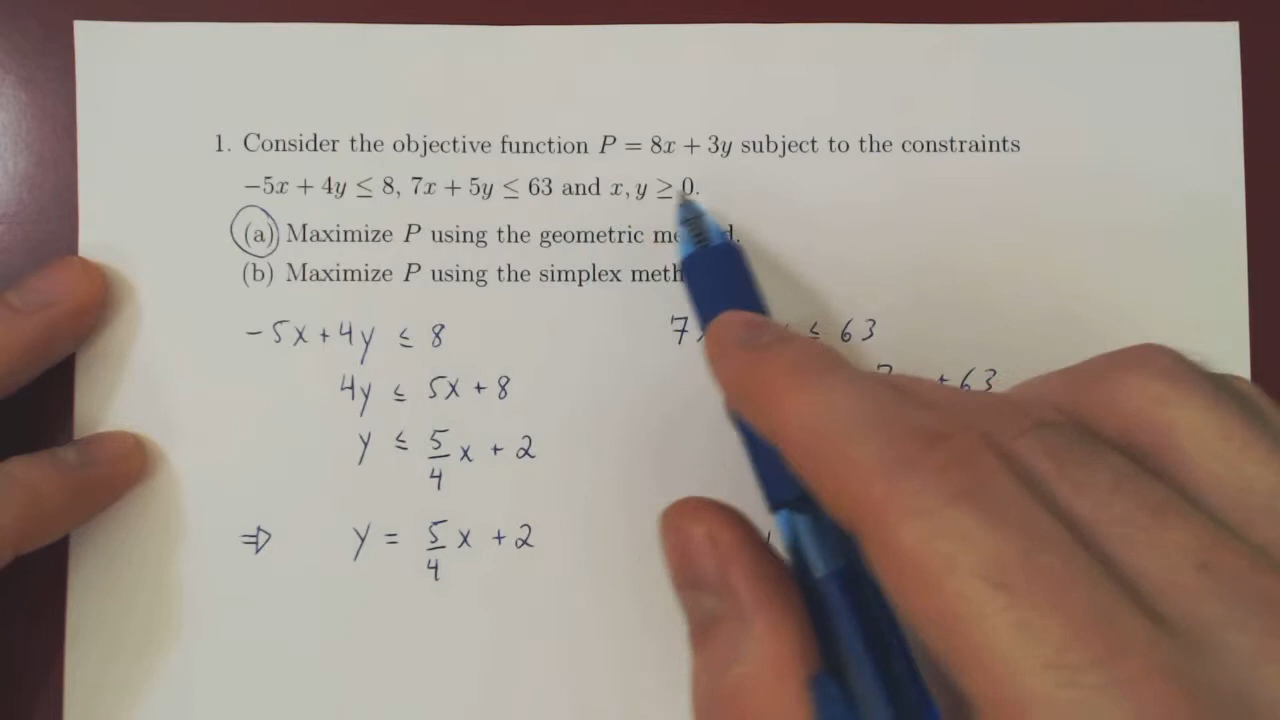 1. Consider the objective function P = 8x + 3y subject to the constraints
−5x + 4y ≤ 8, 7x + 5y ≤ 63 and x, y ≥ 0.
(a) Maximize P using the geometric
(b) Maximize P using the simplex
-5x + 4y ≤ 8
4y ≤ 5x + 8
y ≤ 5/4 x + 2
⇒ y = 5/4 x + 2
7 ≤ 63
+ 63